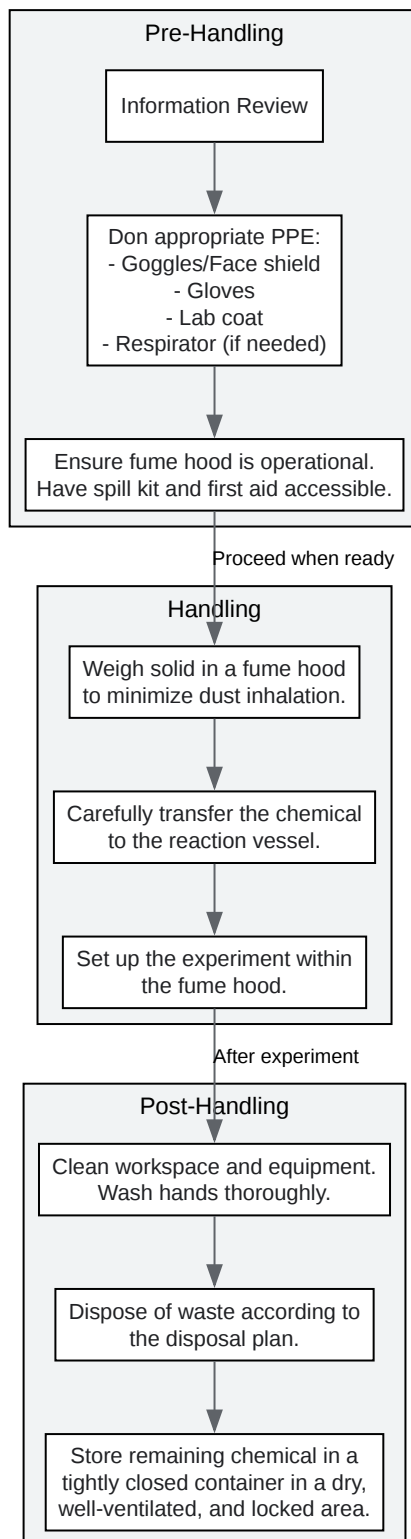 Pre-Handling
Information Review
Don appropriate PPE:
- Goggles/Face shield
- Gloves
- Lab coat
- Respirator (if needed)
Ensure fume hood is operational.
Have spill kit and first aid accessible.
Proceed when ready
Handling
Weigh solid in a fume hood
to minimize dust inhalation.
Carefully transfer the chemical
to the reaction vessel.
Set up the experiment within
the fume hood.
After experiment
Post-Handling
Clean workspace and equipment.
Wash hands thoroughly.
Dispose of waste according to
the disposal plan.
Store remaining chemical in a
tightly closed container in a dry,
well-ventilated, and locked area.